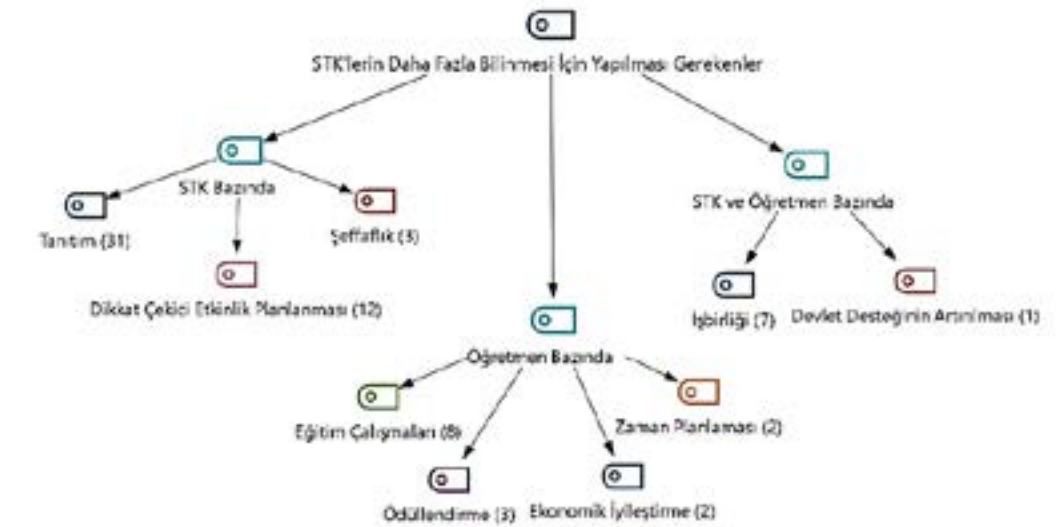 STK'lerin Daha Fazla Bilinmesi İçin Yapılması Gerekenler
STK Bazında
STK ve Öğretmen Bazında
Tanıtım (31)
Şeffaflık (3)
Dikkat Çekici Etkinlik Planlanması (12)
İşbirliği (7)
Devlet Desteğinin Artırılması (1)
Öğretmen Bazında
Eğitim Çalışmaları (8)
Zaman Planlaması (2)
Ödüllendirme (3)
Ekonomik İyileştirme (2)